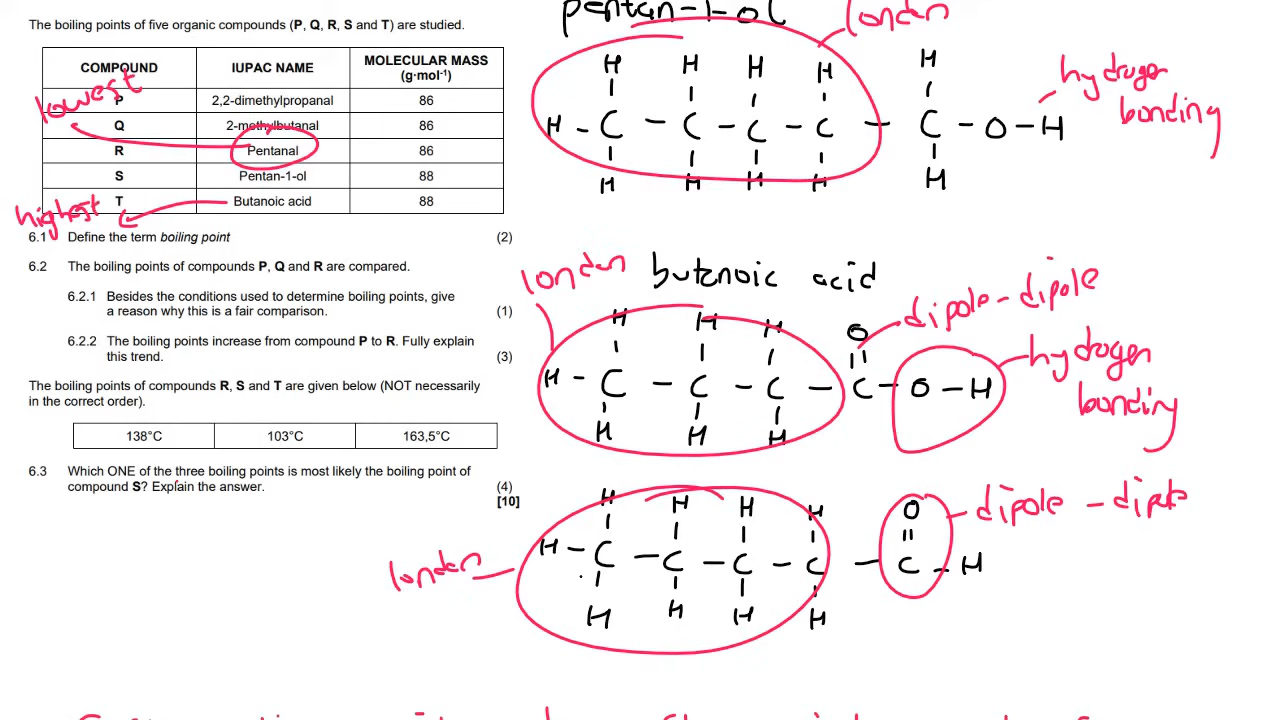 The boiling points of five organic compounds (P, Q, R, S and T) are studied.
COMPOUND IUPAC NAME MOLECULAR MASS (g·mol-1)
P 2,2-dimethylpropanal 86
Q 2-methylbutanal 86
R Pentanal 86
S Pentan-1-ol 88
T Butanoic acid 88
lowest
highest
6.1 Define the term boiling point (2)
6.2 The boiling points of compounds P, Q and R are compared.
6.2.1 Besides the conditions used to determine boiling points, give
a reason why this is a fair comparison. (1)
6.2.2 The boiling points increase from compound P to R. Fully explain
this trend. (3)
The boiling points of compounds R, S and T are given below (NOT necessarily
in the correct order).
138°C 103°C 163,5°C
6.3 Which ONE of the three boiling points is most likely the boiling point of
compound S? Explain the answer. (4)
[10]
pentan-1-ol
london
H H H H H
H - C - C - C - C - C - O - H
H H H H H
hydrogen
bonding
london butenoic acid
dipole - dipole
H H H O
H - C - C - C - C - O - H
H H H
hydrogen
bonding
H H H H O
dipole - dipole
H - C - C - C - C - C - H
H H H H
london